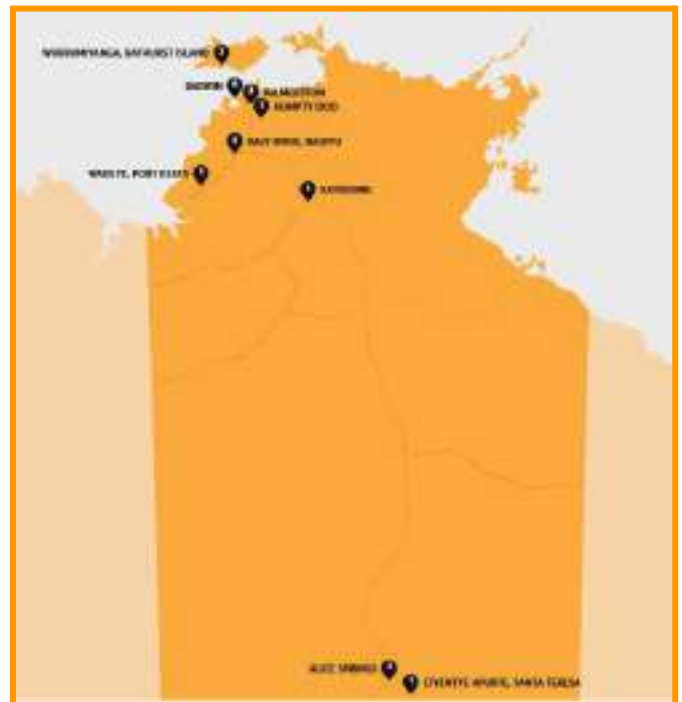 WURRUMIYANGA, BATHURST ISLAND
DARWIN
PALMERSTON
HUMPTY DOO
DALY RIVER, NAUIYU
WADEYE, PORT KEATS
KATHERINE
ALICE SPRINGS
LTYENTYE APURTE, SANTA TERESA